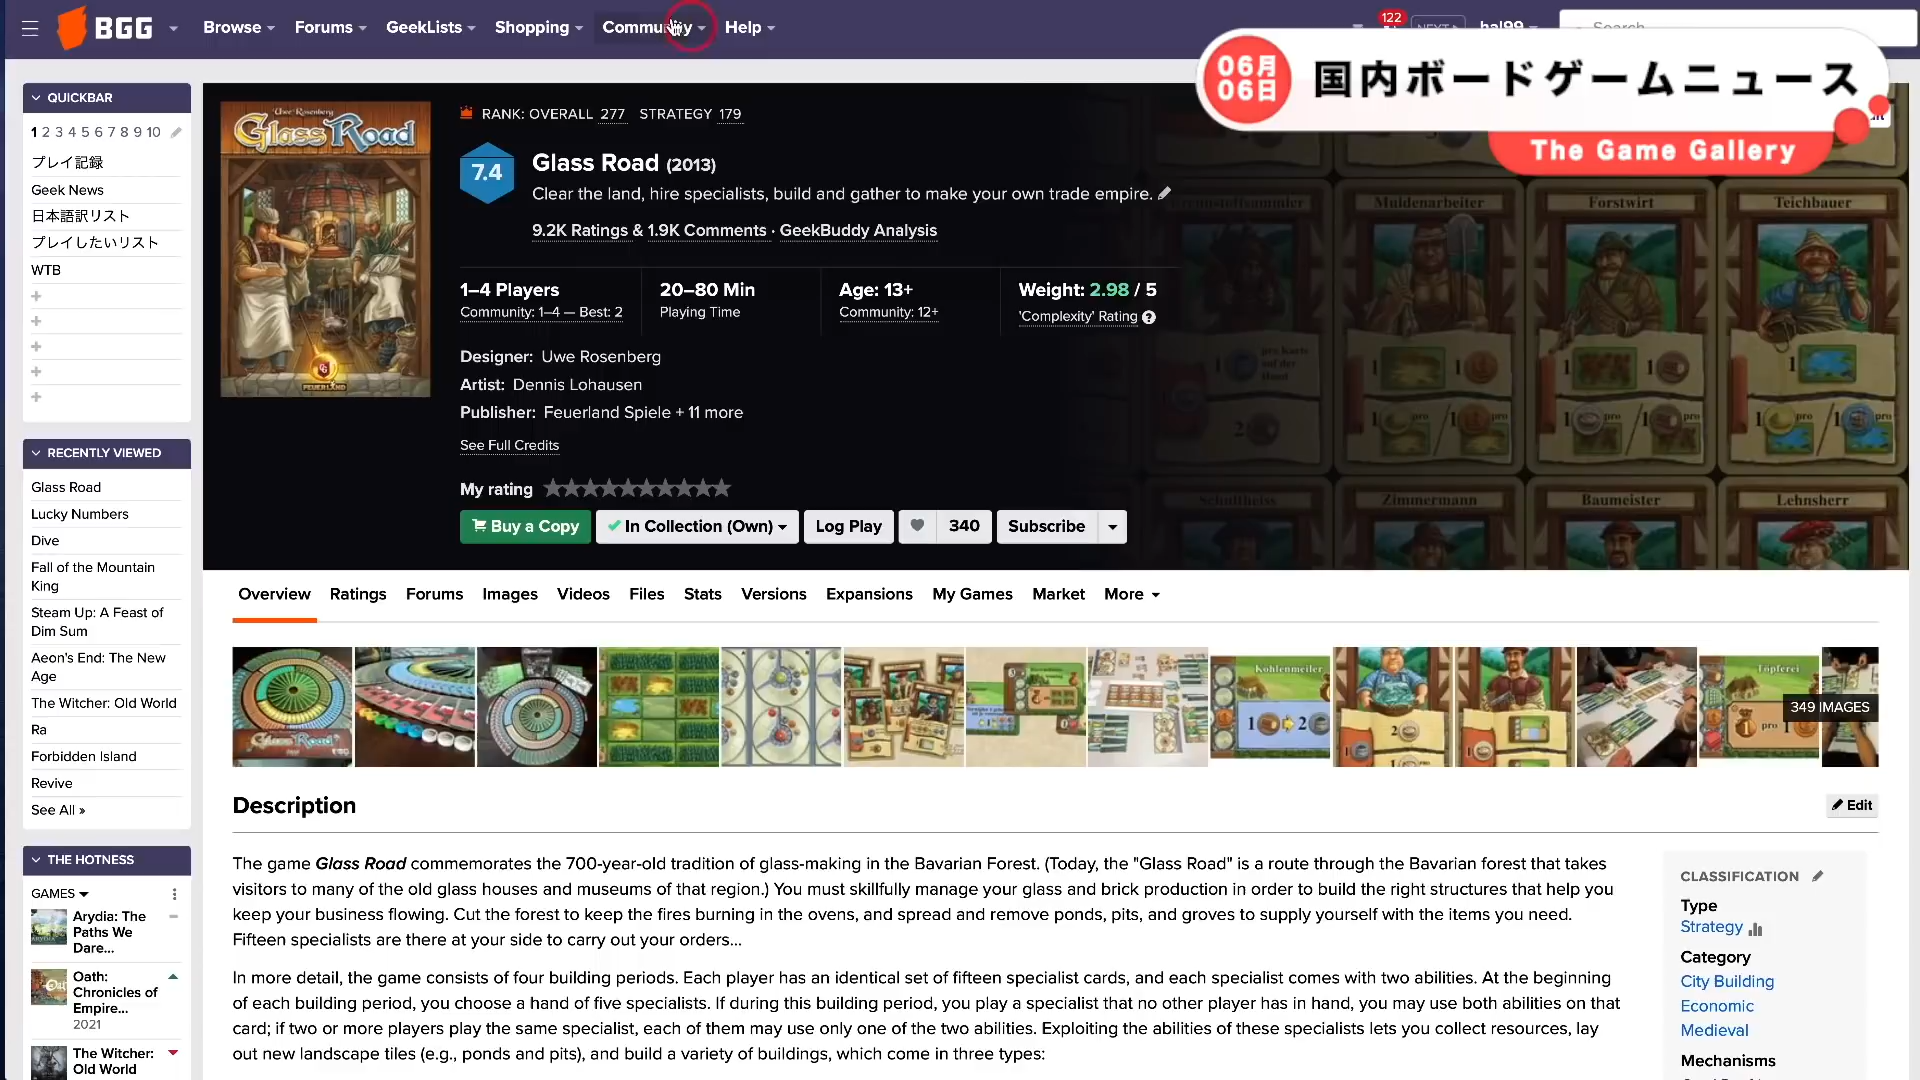 BGG
Browse
Forums
GeekLists
Shopping
Community
Help
122
06月
06日
国内ボードゲームニュース
The Game Gallery
QUICKBAR
1 2 3 4 5 6 7 8 9 10
プレイ記録
Geek News
日本語訳リスト
プレイしたいリスト
WTB
RECENTLY VIEWED
Glass Road
Lucky Numbers
Dive
Fall of the Mountain
King
Steam Up: A Feast of
Dim Sum
Aeon's End: The New
Age
The Witcher: Old World
Ra
Forbidden Island
Revive
See All »
THE HOTNESS
GAMES
Arydia: The
Paths We
Dare...
Oath:
Chronicles of
Empire...
2021
The Witcher:
Old World
Uwe Rosenberg
Glass Road
FEUERLAND
RANK: OVERALL 277 STRATEGY 179
7.4
Glass Road (2013)
Clear the land, hire specialists, build and gather to make your own trade empire.
9.2K Ratings & 1.9K Comments · GeekBuddy Analysis
1–4 Players
Community: 1–4 — Best: 2
20–80 Min
Playing Time
Age: 13+
Community: 12+
Weight: 2.98 / 5
'Complexity' Rating
Designer: Uwe Rosenberg
Artist: Dennis Lohausen
Publisher: Feuerland Spiele + 11 more
See Full Credits
My rating
Buy a Copy
In Collection (Own)
Log Play
340
Subscribe
Muldenarbeiter
Forstwirt
Teichbauer
Schultheiss
Zimmermann
Baumeister
Lehnsherr
Overview
Ratings
Forums
Images
Videos
Files
Stats
Versions
Expansions
My Games
Market
More
Glass Road
Kohlenmeiler
Töpferei
349 IMAGES
Description
Edit
The game Glass Road commemorates the 700-year-old tradition of glass-making in the Bavarian Forest. (Today, the "Glass Road" is a route through the Bavarian forest that takes
visitors to many of the old glass houses and museums of that region.) You must skillfully manage your glass and brick production in order to build the right structures that help you
keep your business flowing. Cut the forest to keep the fires burning in the ovens, and spread and remove ponds, pits, and groves to supply yourself with the items you need.
Fifteen specialists are there at your side to carry out your orders...
In more detail, the game consists of four building periods. Each player has an identical set of fifteen specialist cards, and each specialist comes with two abilities. At the beginning
of each building period, you choose a hand of five specialists. If during this building period, you play a specialist that no other player has in hand, you may use both abilities on that
card; if two or more players play the same specialist, each of them may use only one of the two abilities. Exploiting the abilities of these specialists lets you collect resources, lay
out new landscape tiles (e.g., ponds and pits), and build a variety of buildings, which come in three types:
CLASSIFICATION
Type
Strategy
Category
City Building
Economic
Medieval
Mechanisms